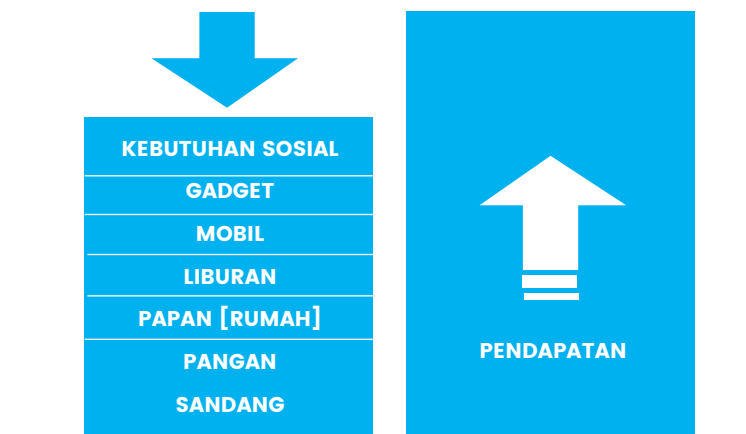 KEBUTUHAN SOSIAL
GADGET
MOBIL
LIBURAN
PAPAN [RUMAH]
PANGAN
SANDANG
PENDAPATAN